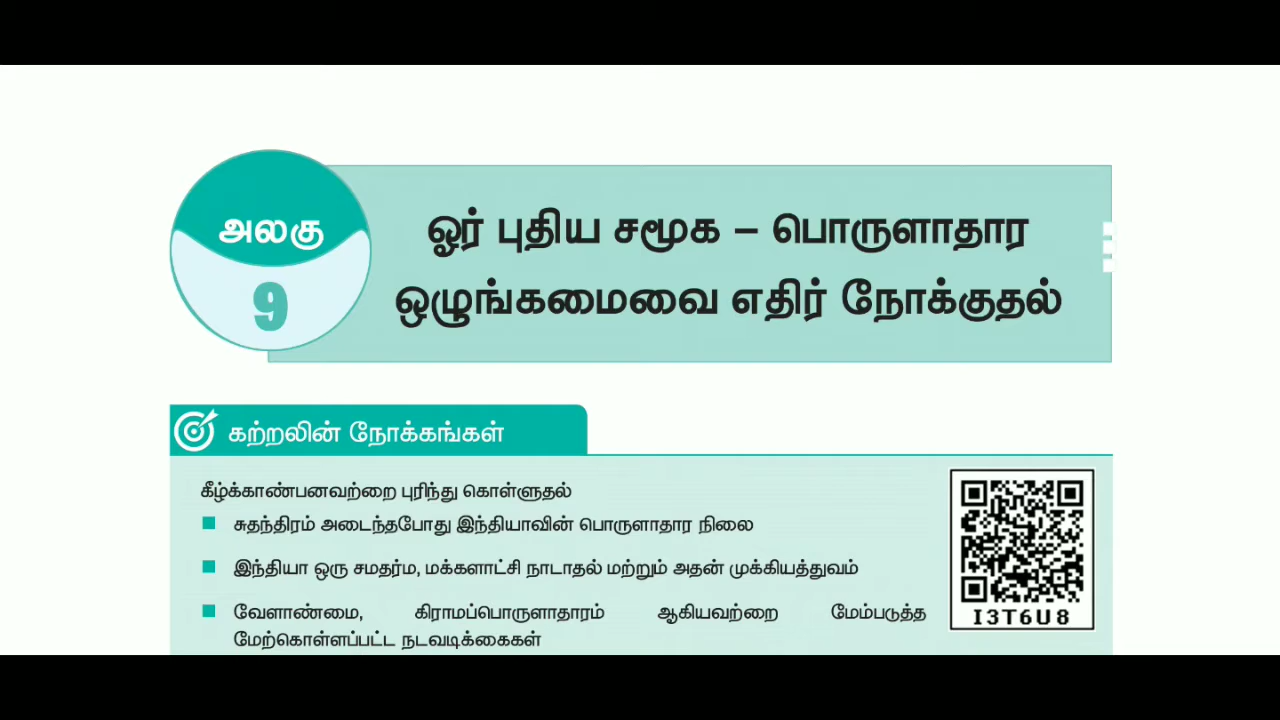 அலகு
9
ஓர் புதிய சமூக – பொருளாதார
ஒழுங்கமைவை எதிர் நோக்குதல்
கற்றலின் நோக்கங்கள்
கீழ்க்காண்பனவற்றை புரிந்து கொள்ளுதல்
சுதந்திரம் அடைந்தபோது இந்தியாவின் பொருளாதார நிலை
இந்தியா ஒரு சமதர்ம, மக்களாட்சி நாடாதல் மற்றும் அதன் முக்கியத்துவம்
வேளாண்மை, கிராமப்பொருளாதாரம் ஆகியவற்றை மேம்படுத்த
மேற்கொள்ளப்பட்ட நடவடிக்கைகள்
I3T6U8